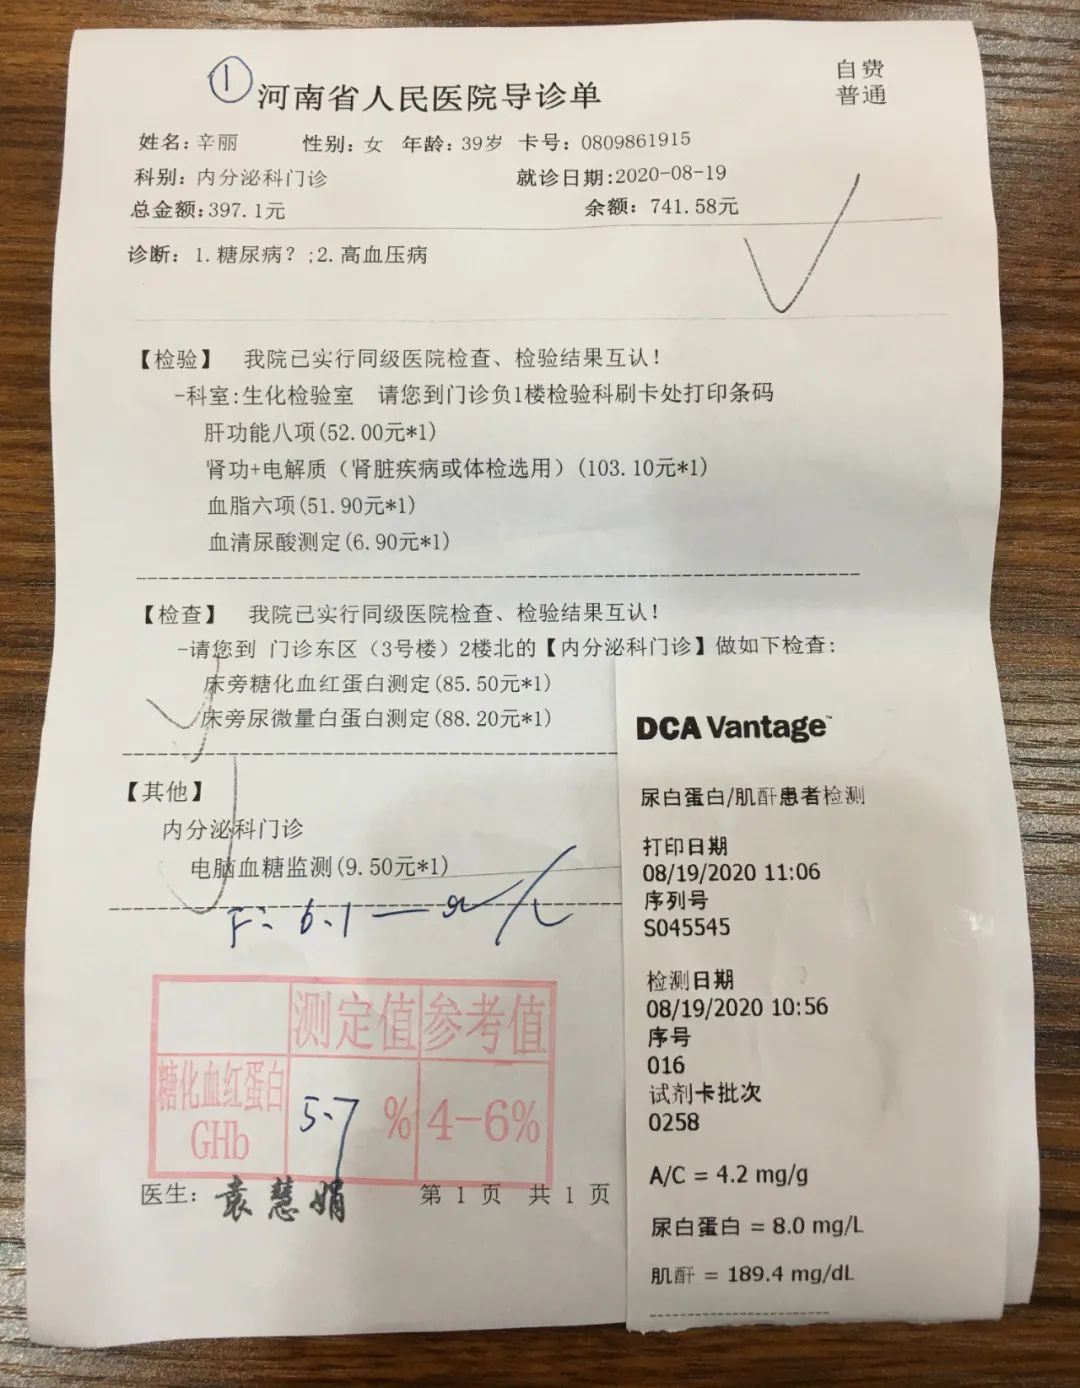 ①
河南省人民医院导诊单
自费
普通
姓名:辛丽 性别:女 年龄:39岁 卡号:0809861915
科别:内分泌科门诊 就诊日期:2020-08-19
总金额:397.1元 余额:741.58元
诊断:1.糖尿病?;2.高血压病
【检验】 我院已实行同级医院检查、检验结果互认!
-科室:生化检验室 请您到门诊负1楼检验科刷卡处打印条码
肝功能八项(52.00元*1)
肾功+电解质(肾脏疾病或体检选用)(103.10元*1)
血脂六项(51.90元*1)
血清尿酸测定(6.90元*1)
【检查】 我院已实行同级医院检查、检验结果互认!
-请您到 门诊东区(3号楼)2楼北的【内分泌科门诊】做如下检查:
床旁糖化血红蛋白测定(85.50元*1)
床旁尿微量白蛋白测定(88.20元*1)
【其他】
内分泌科门诊
电脑血糖监测(9.50元*1)
F: 6.1
测定值 参考值
糖化血红蛋白 GHb 5.7 % 4-6%
医生: 袁慧娟 第 1 页 共 1 页
DCA Vantage™
尿白蛋白/肌酐患者检测
打印日期
08/19/2020 11:06
序列号
S045545
检测日期
08/19/2020 10:56
序号
016
试剂卡批次
0258
A/C = 4.2 mg/g
尿白蛋白 = 8.0 mg/L
肌酐 = 189.4 mg/dL